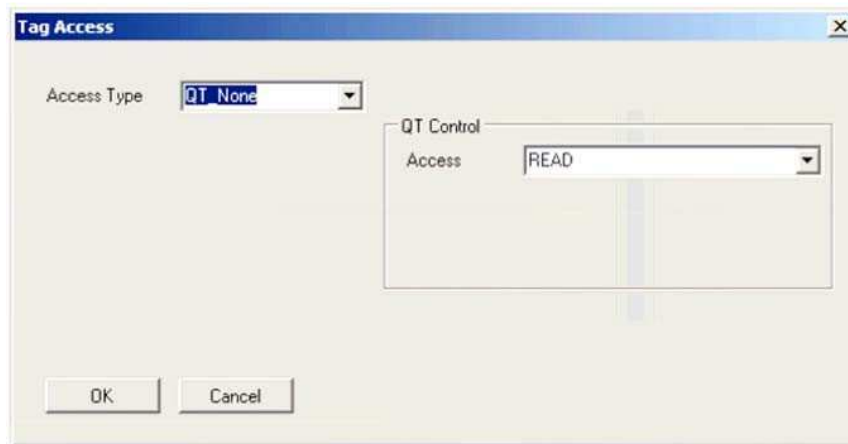 Tag Access
Access Type QT_None
QT Control
Access READ
OK Cancel